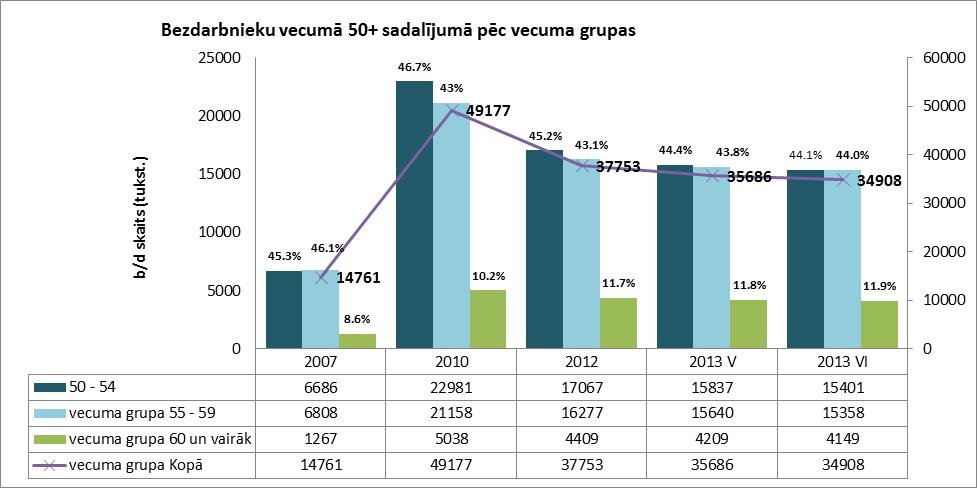 Bezdarbnieku vecumā 50+ sadalījumā pēc vecuma grupas
b/d skaits (tukst.)
25000
20000
15000
10000
5000
0
60000
50000
40000
30000
20000
10000
0
45.3% 46.1% 8.6% 14761
46.7% 43% 10.2% 49177
45.2% 43.1% 11.7% 37753
44.4% 43.8% 11.8% 35686
44.1% 44.0% 11.9% 34908
2007 2010 2012 2013 V 2013 VI
50 - 54 6686 22981 17067 15837 15401
vecuma grupa 55 - 59 6808 21158 16277 15640 15358
vecuma grupa 60 un vairāk 1267 5038 4409 4209 4149
vecuma grupa Kopā 14761 49177 37753 35686 34908